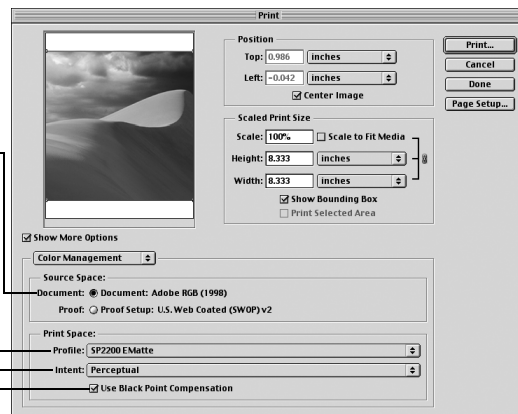 Print
Position
Top: 0.986 inches
Left: -0.042 inches
Center Image
Print...
Cancel
Done
Page Setup...
Scaled Print Size
Scale: 100% Scale to Fit Media
Height: 8.333 inches
Width: 8.333 inches
Show Bounding Box
Print Selected Area
Show More Options
Color Management
Source Space:
Document: Document: Adobe RGB (1998)
Proof: Proof Setup: U.S. Web Coated (SWOP) v2
Print Space:
Profile: SP2200 EMatte
Intent: Perceptual
Use Black Point Compensation